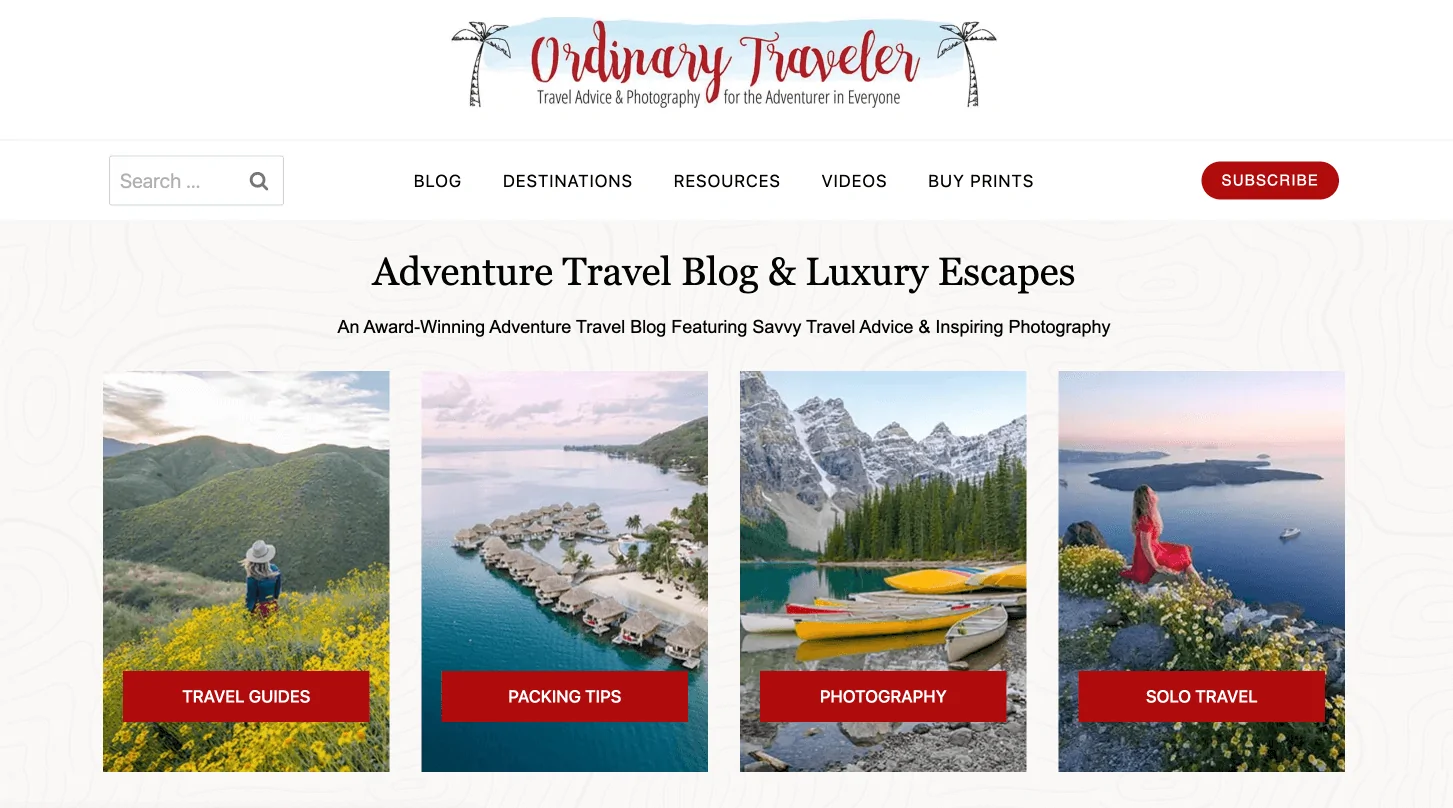 Ordinary Traveler
Travel Advice & Photography for the Adventurer in Everyone
Search ...
BLOG
DESTINATIONS
RESOURCES
VIDEOS
BUY PRINTS
SUBSCRIBE
Adventure Travel Blog & Luxury Escapes
An Award-Winning Adventure Travel Blog Featuring Savvy Travel Advice & Inspiring Photography
TRAVEL GUIDES
PACKING TIPS
PHOTOGRAPHY
SOLO TRAVEL